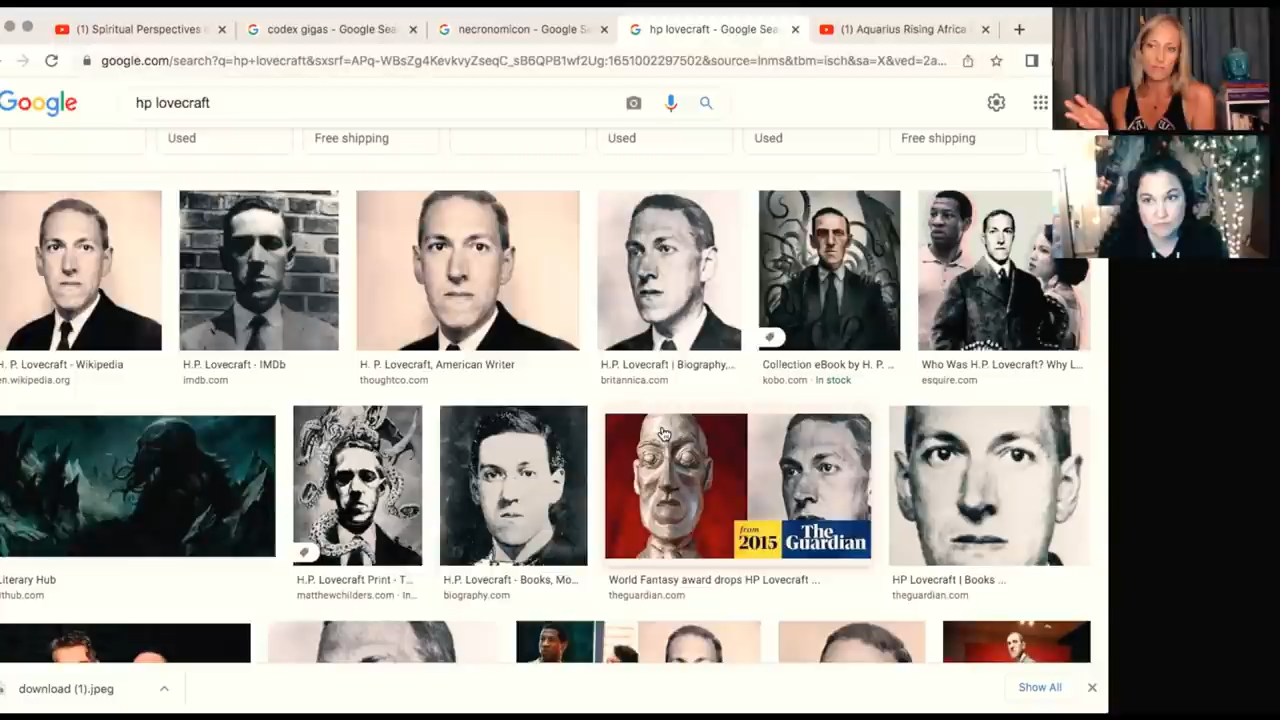 (1) Spiritual Perspectives
codex gigas - Google Sea
necronomicon - Google S
hp lovecraft - Google Sea
(1) Aquarius Rising Africa
google.com/search?q=hp+lovecraft&sxsrf=APq-WBsZg4KevkvyZseqC_sB6QPB1wf2Ug:1651002297502&source=lnms&tbm=isch&sa=X&ved=2a...
Google
hp lovecraft
Used
Free shipping
Used
Used
Free shipping
H. P. Lovecraft - Wikipedia
en.wikipedia.org
H.P. Lovecraft - IMDb
imdb.com
H. P. Lovecraft, American Writer
thoughtco.com
H.P. Lovecraft | Biography,...
britannica.com
Collection eBook by H. P. ...
kobo.com · In stock
Who Was H.P. Lovecraft? Why L...
esquire.com
from
2015
The
Guardian
Literary Hub
thub.com
H.P. Lovecraft Print - T...
matthewchilders.com · In...
H.P. Lovecraft - Books, Mo...
biography.com
World Fantasy award drops HP Lovecraft ...
theguardian.com
HP Lovecraft | Books ...
theguardian.com
download (1).jpeg
Show All